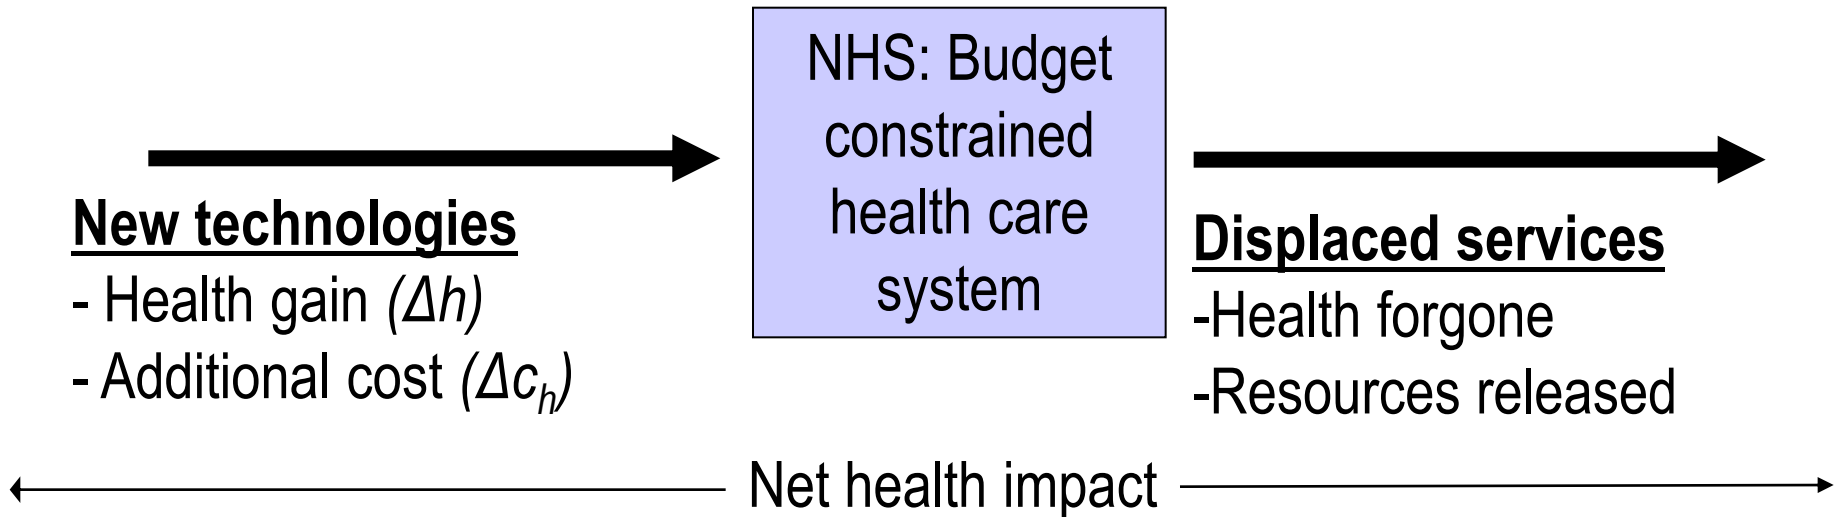 NHS: Budget
constrained
health care
system
New technologies
- Health gain (Δh)
- Additional cost (Δcₕ)
Displaced services
-Health forgone
-Resources released
Net health impact